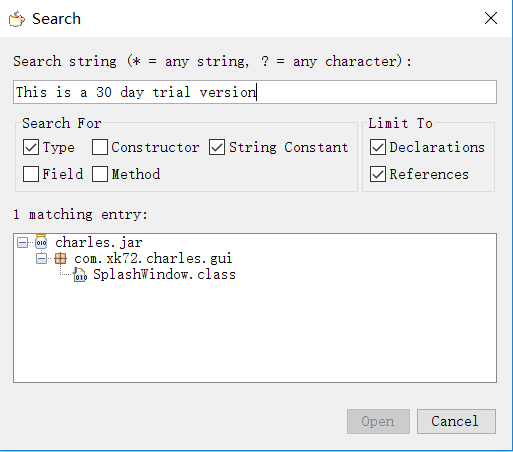 Search
Search string (* = any string, ? = any character):
This is a 30 day trial version
Search For
Limit To
Type Constructor String Constant
Declarations
Field Method
References
1 matching entry:
charles.jar
com.xk72.charles.gui
SplashWindow.class
Open Cancel